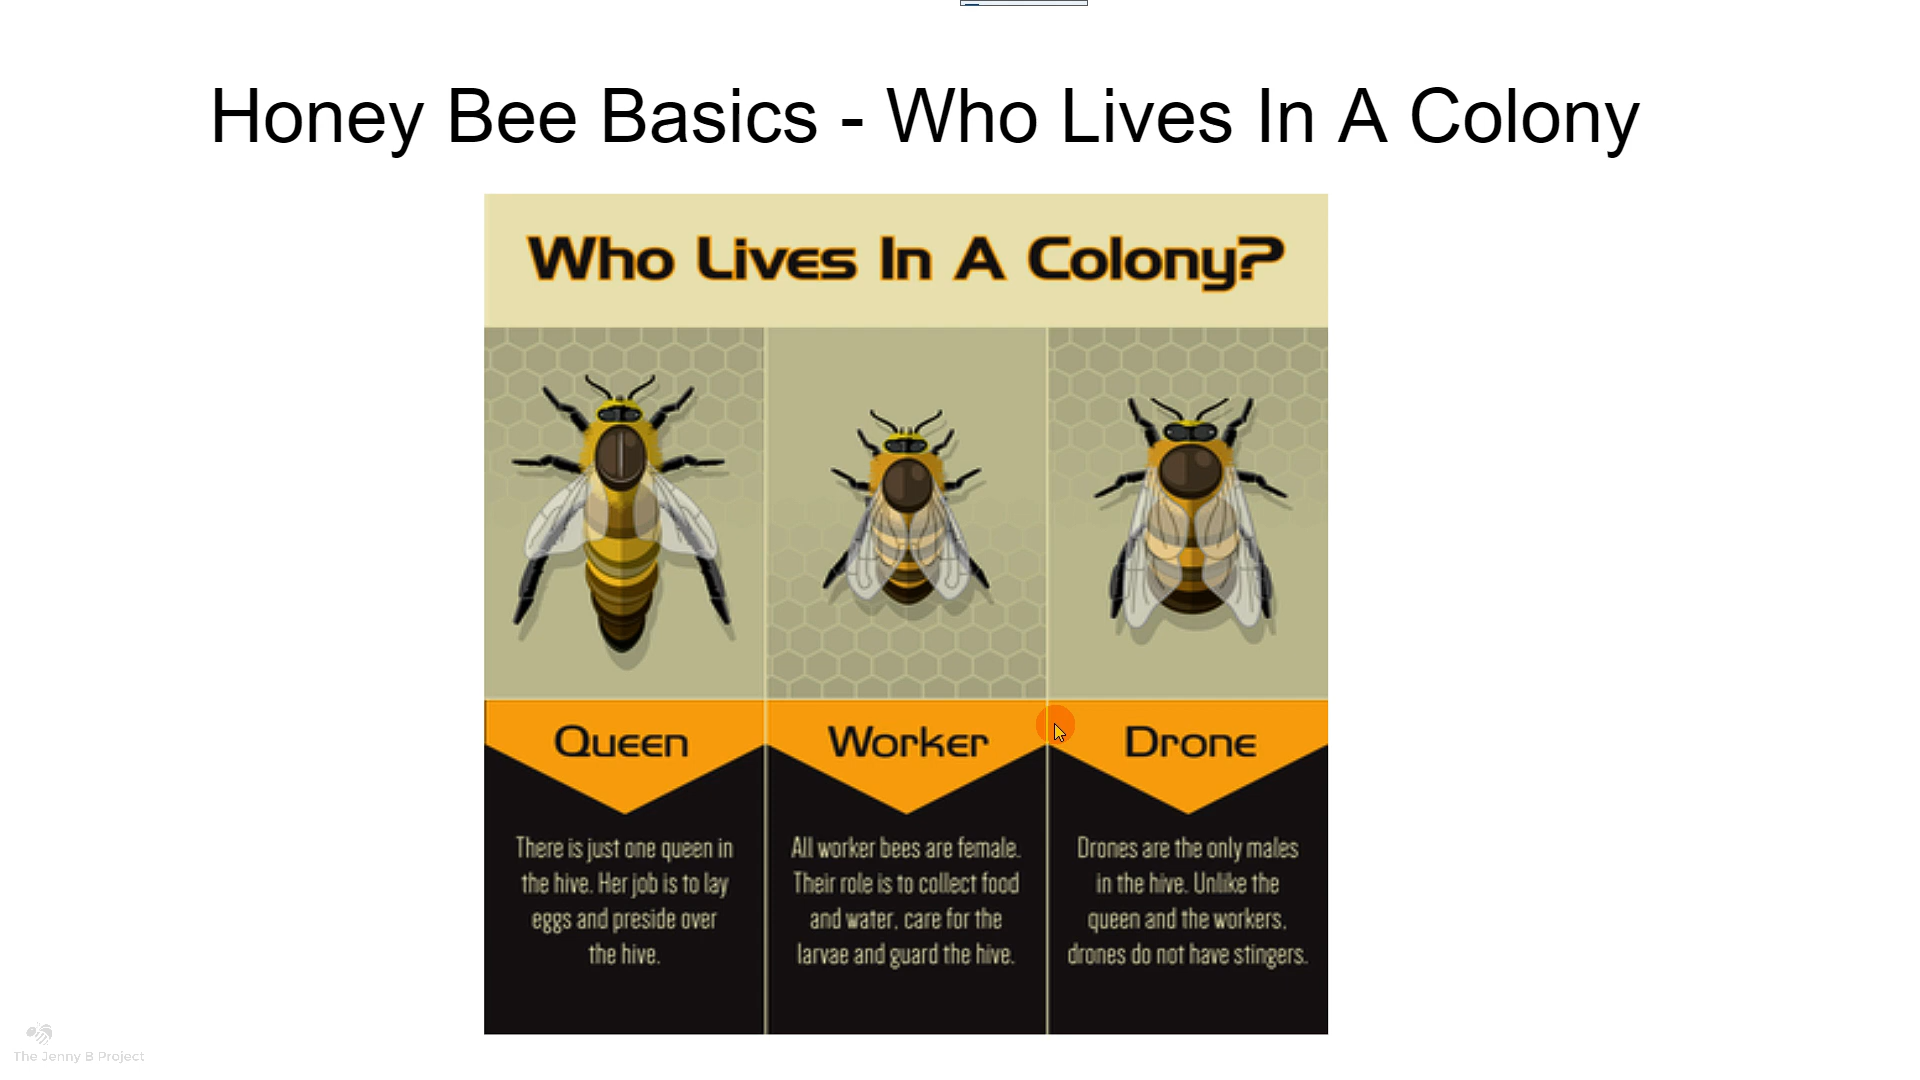 Honey Bee Basics - Who Lives In A Colony
Who Lives In A Colony?
Queen
There is just one queen in
the hive. Her job is to lay
eggs and preside over
the hive.
Worker
All worker bees are female.
Their role is to collect food
and water, care for the
larvae and guard the hive.
Drone
Drones are the only males
in the hive. Unlike the
queen and the workers,
drones do not have stingers.
The Jenny B Project